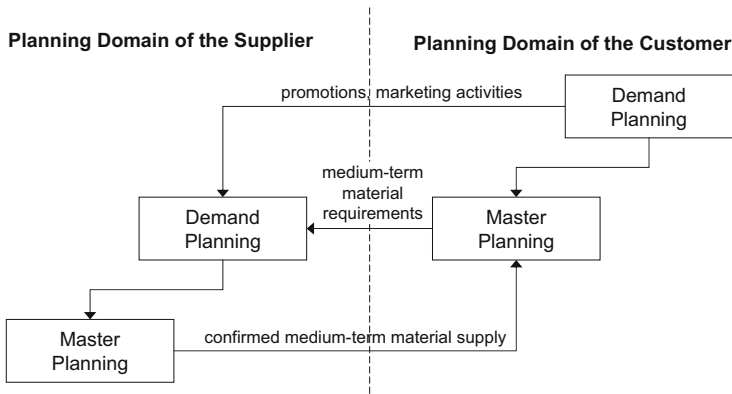 Planning Domain of the Supplier
Planning Domain of the Customer
promotions, marketing activities
Demand
Planning
medium-term
material
requirements
Demand
Planning
Master
Planning
Master
Planning
confirmed medium-term material supply